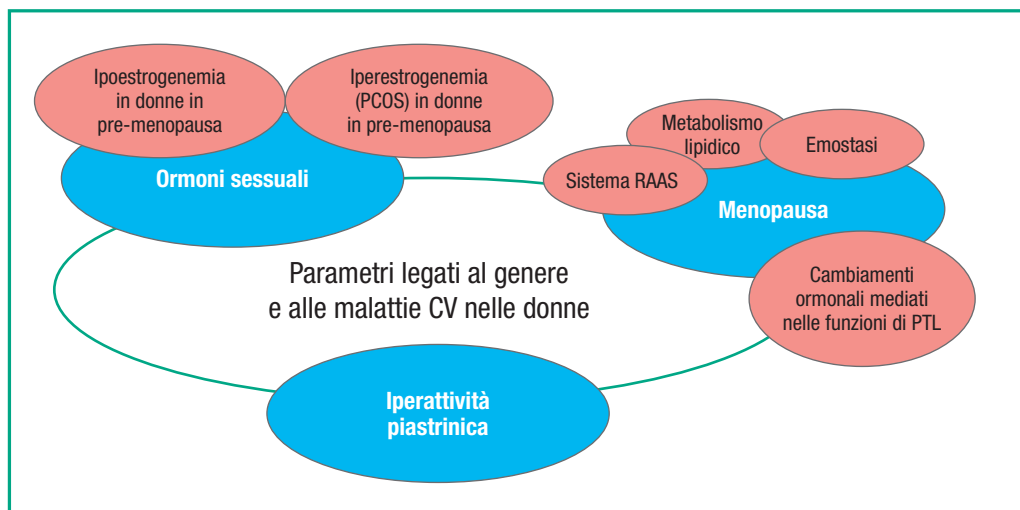 Ipoestrogenemia
in donne in
pre-menopausa
Iperestrogenemia
(PCOS) in donne
in pre-menopausa
Ormoni sessuali
Metabolismo
lipidico
Emostasi
Sistema RAAS
Menopausa
Cambiamenti
ormonali mediati
nelle funzioni di PTL
Parametri legati al genere
e alle malattie CV nelle donne
Iperattività
piastrinica